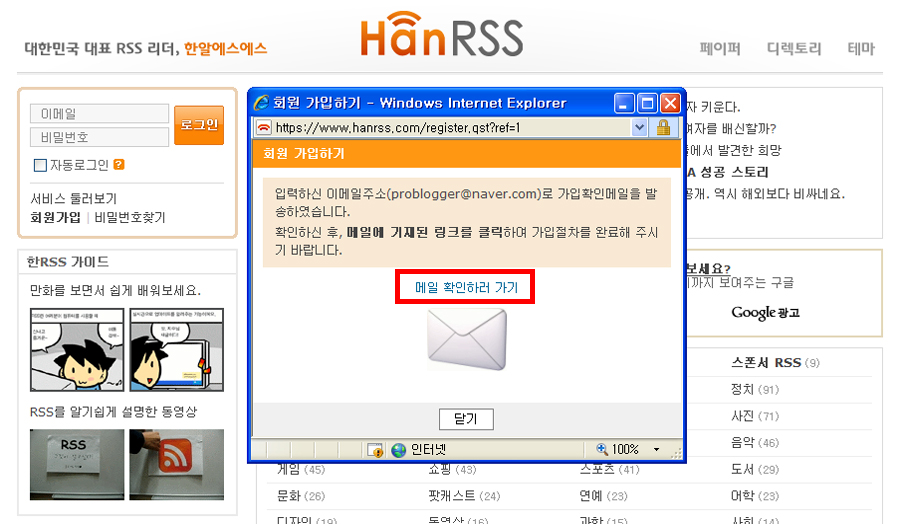 대한민국 대표 RSS 리더, 한알에스에스
HanRSS
페이퍼 디렉토리 테마
이메일
비밀번호
로그인
자동로그인 ?
서비스 둘러보기
회원가입 | 비밀번호찾기
한RSS 가이드
만화를 보면서 쉽게 배워보세요.
RSS를 알기쉽게 설명한 동영상
RSS
회원 가입하기 - Windows Internet Explorer
https://www.hanrss.com/register.qst?ref=1
회원 가입하기
입력하신 이메일주소(problogger@naver.com)로 가입확인메일을 발
송하였습니다.
확인하신 후, 메일에 기재된 링크를 클릭하여 가입절차를 완료해 주시
기 바랍니다.
메일 확인하러 가기
닫기
인터넷
100%
자 키운다.
여자를 배신할까?
에서 발견한 희망
A 성공 스토리
공개. 역시 해외보다 비싸네요.
보세요?
까지 보여주는 구글
Google 광고
스폰서 RSS (9)
정치 (91)
사진 (71)
음악 (46)
게임 (45) 쇼핑 (43) 스포츠 (41) 도서 (29)
문화 (26) 팟캐스트 (24) 연예 (23) 어학 (23)
디자인 (19) 동영상 (16) 과학 (15) 사회 (14)